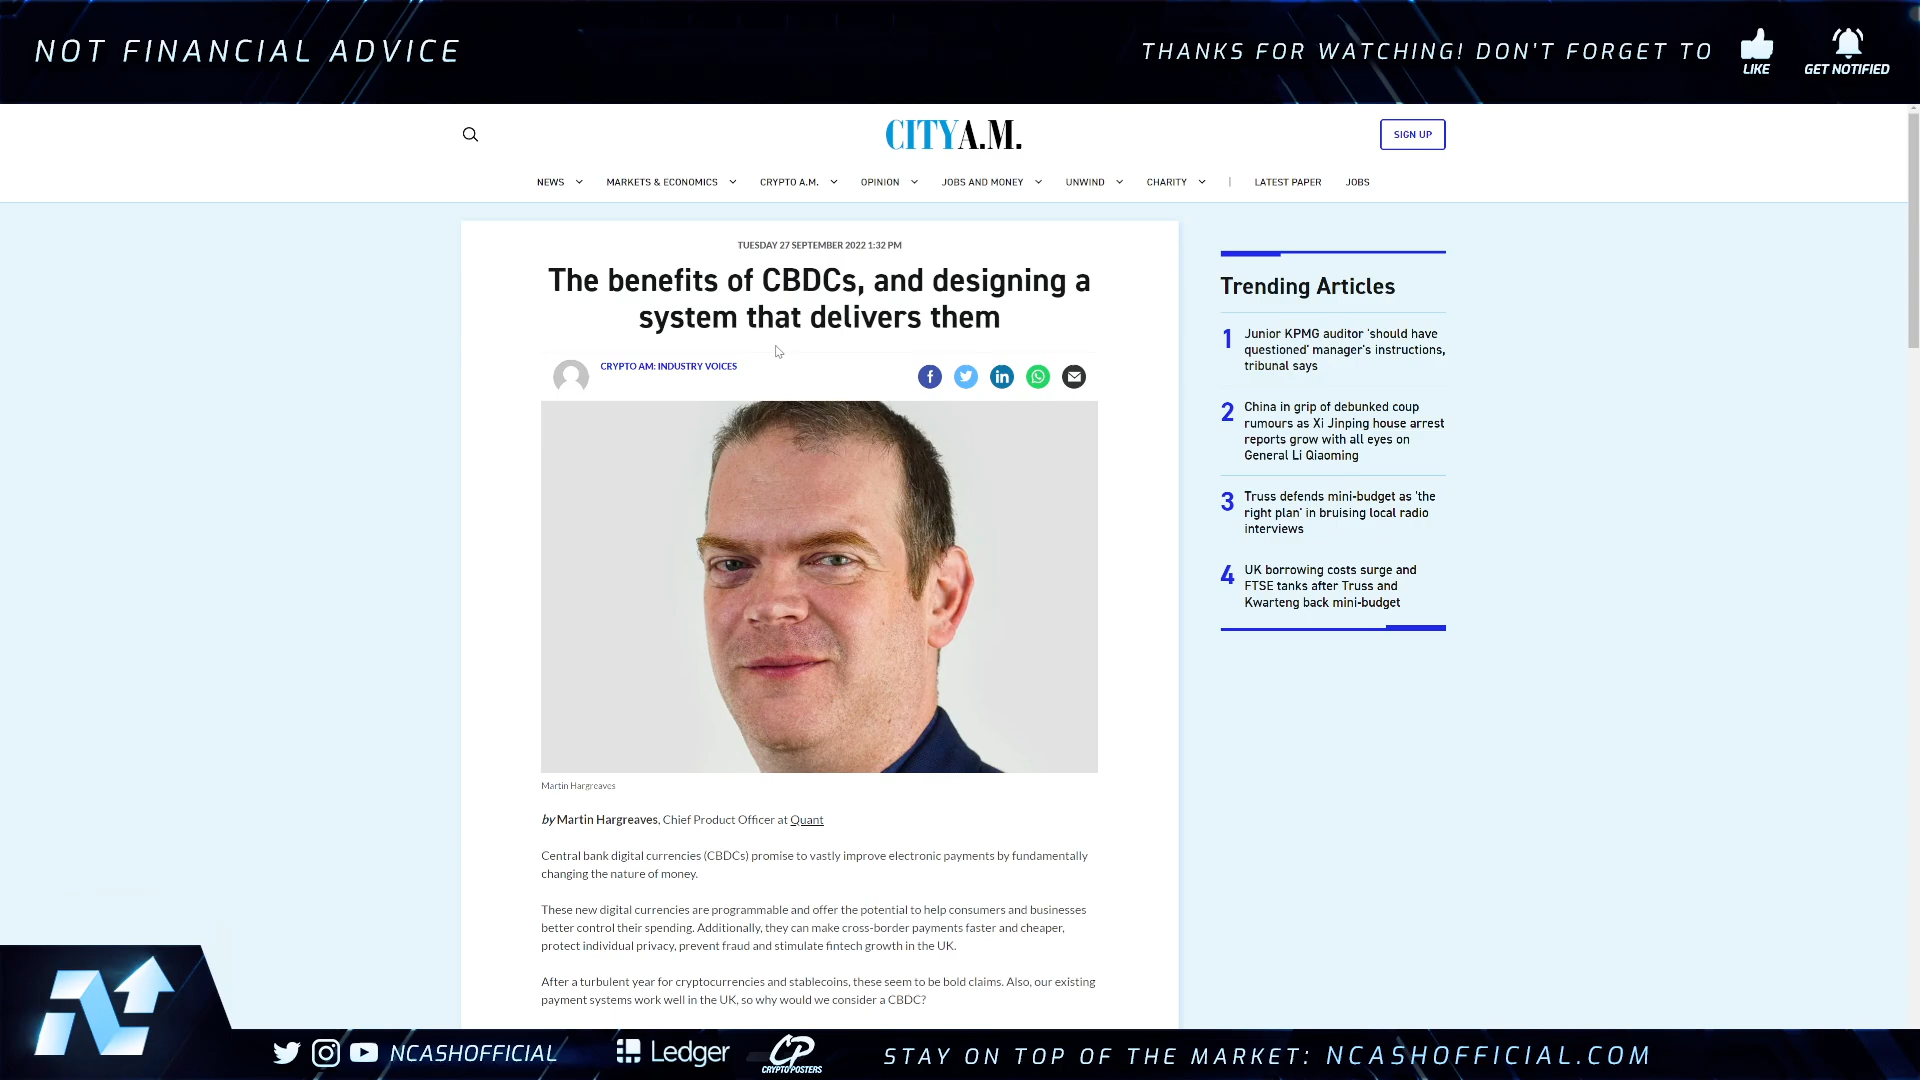 NOT FINANCIAL ADVICE
THANKS FOR WATCHING! DON'T FORGET TO
LIKE
GET NOTIFIED
CITYA.M.
SIGN UP
NEWS
MARKETS & ECONOMICS
CRYPTO A.M.
OPINION
JOBS AND MONEY
UNWIND
CHARITY
|
LATEST PAPER
JOBS
TUESDAY 27 SEPTEMBER 2022 1:32 PM
The benefits of CBDCs, and designing a
system that delivers them
CRYPTO AM: INDUSTRY VOICES
Martin Hargreaves
by Martin Hargreaves, Chief Product Officer at Quant
Central bank digital currencies (CBDCs) promise to vastly improve electronic payments by fundamentally
changing the nature of money.
These new digital currencies are programmable and offer the potential to help consumers and businesses
better control their spending. Additionally, they can make cross-border payments faster and cheaper,
protect individual privacy, prevent fraud and stimulate fintech growth in the UK.
After a turbulent year for cryptocurrencies and stablecoins, these seem to be bold claims. Also, our existing
payment systems work well in the UK, so why would we consider a CBDC?
Trending Articles
1
Junior KPMG auditor 'should have
questioned' manager's instructions,
tribunal says
2
China in grip of debunked coup
rumours as Xi Jinping house arrest
reports grow with all eyes on
General Li Qiaoming
3
Truss defends mini-budget as 'the
right plan' in bruising local radio
interviews
4
UK borrowing costs surge and
FTSE tanks after Truss and
Kwarteng back mini-budget
NCASHOFFICIAL
Ledger
CP
CRYPTOPOSTERS
STAY ON TOP OF THE MARKET: NCASHOFFICIAL.COM